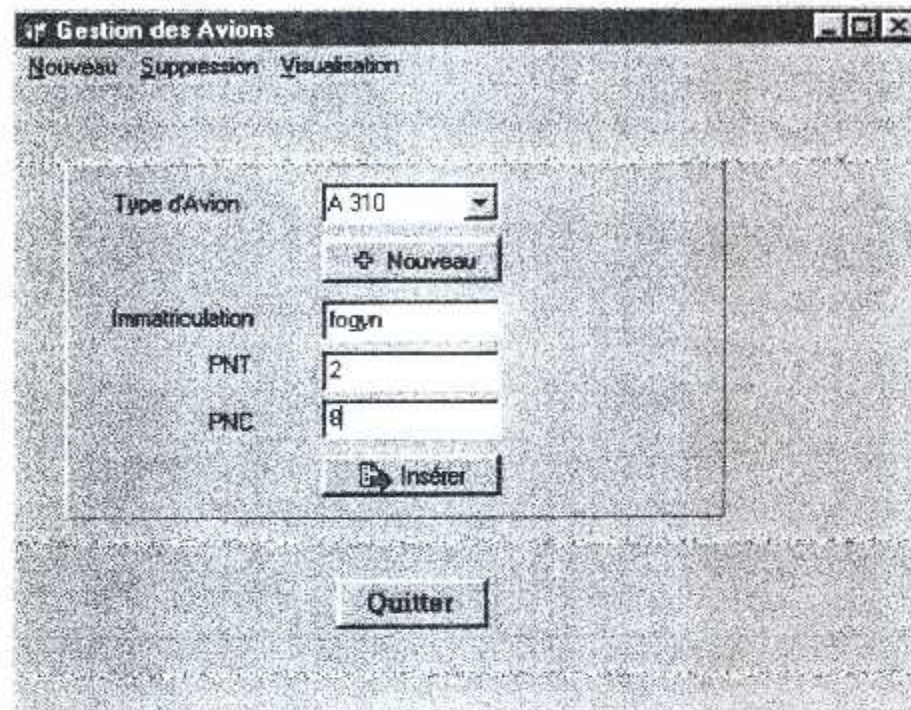 Gestion des Avions
Nouveau Suppression Visualisation
Type d'Avion A 310
Nouveau
Immatriculation fogyn
PNT 2
PNC 8
Insérer
Quitter